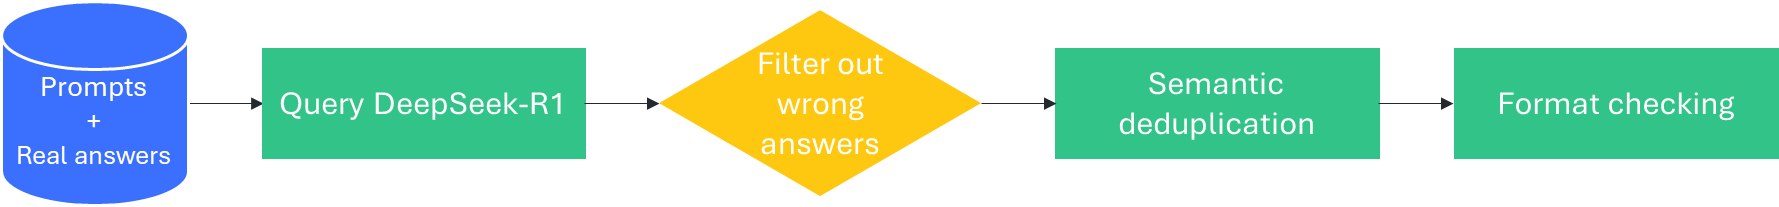 Prompts
+
Real answers
Query DeepSeek-R1
Filter out
wrong
answers
Semantic
deduplication
Format checking